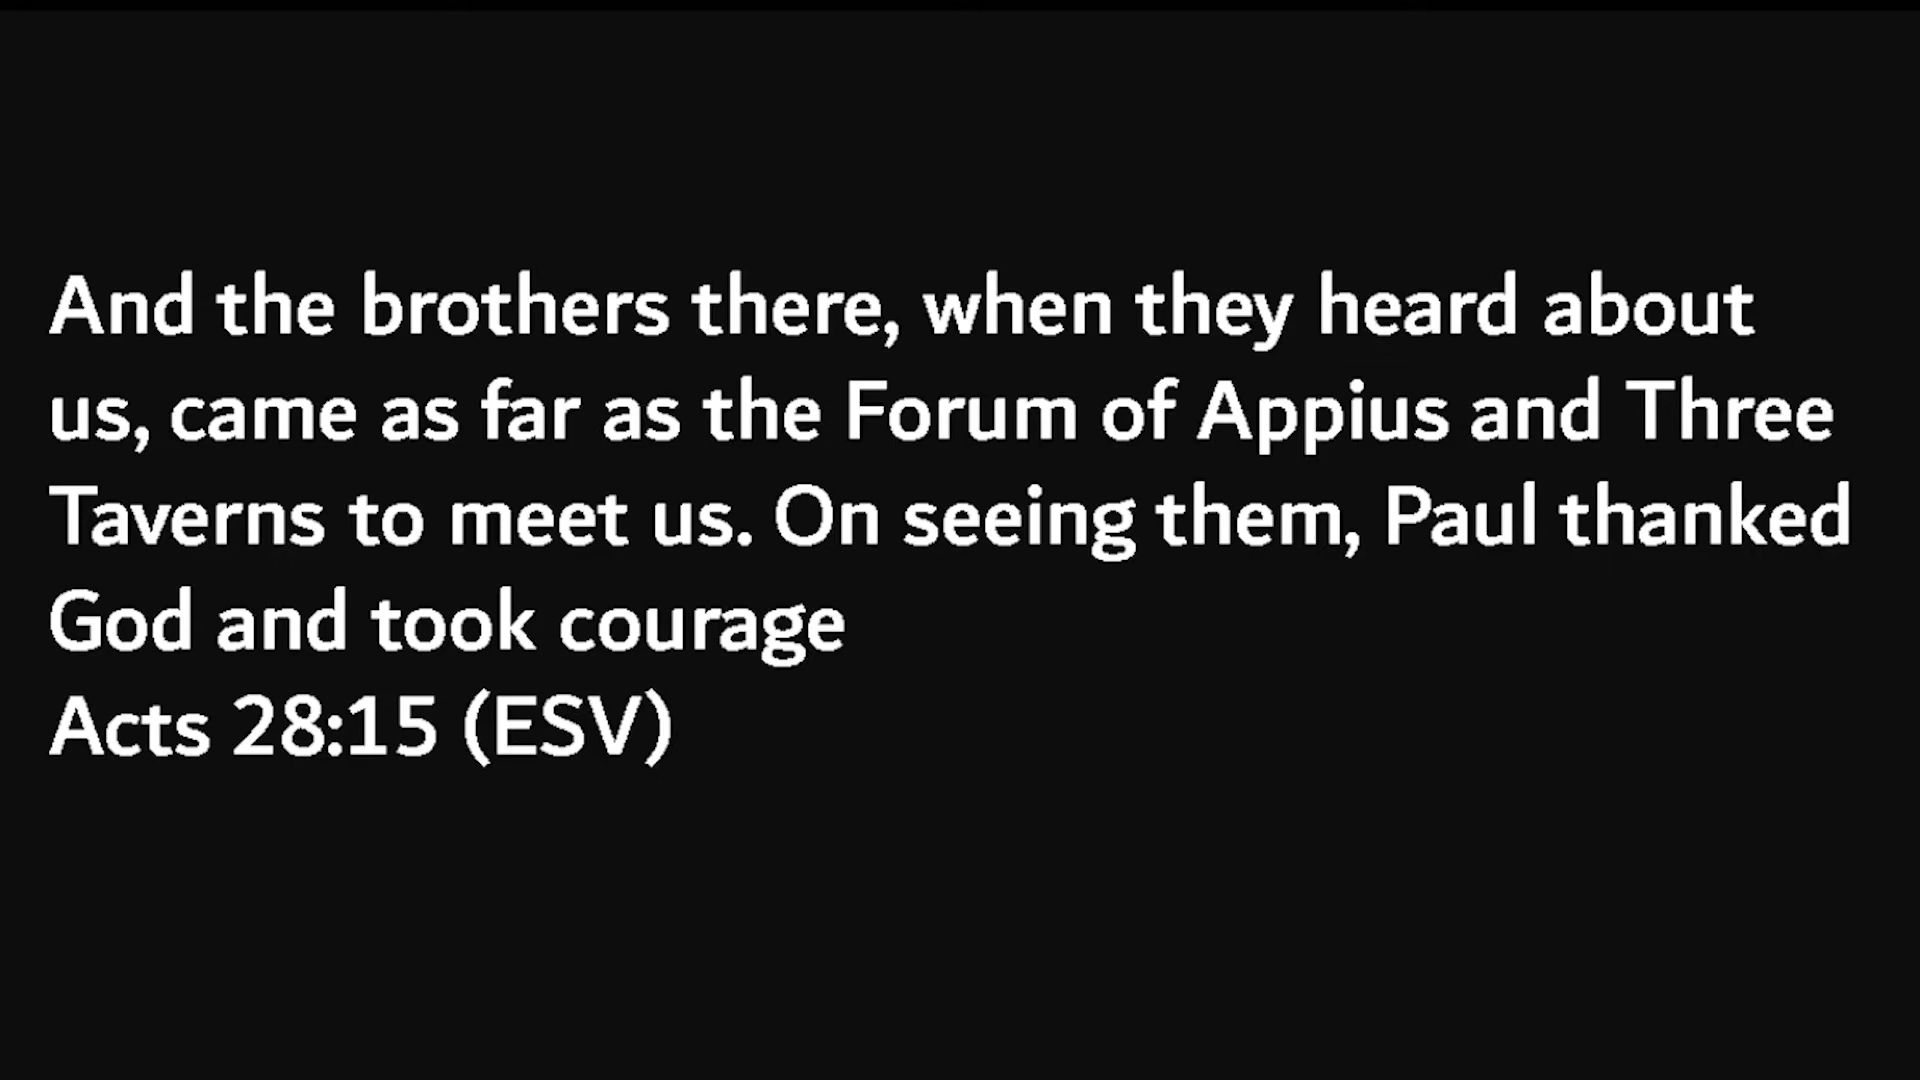 And the brothers there, when they heard about
us, came as far as the Forum of Appius and Three
Taverns to meet us. On seeing them, Paul thanked
God and took courage
Acts 28:15 (ESV)